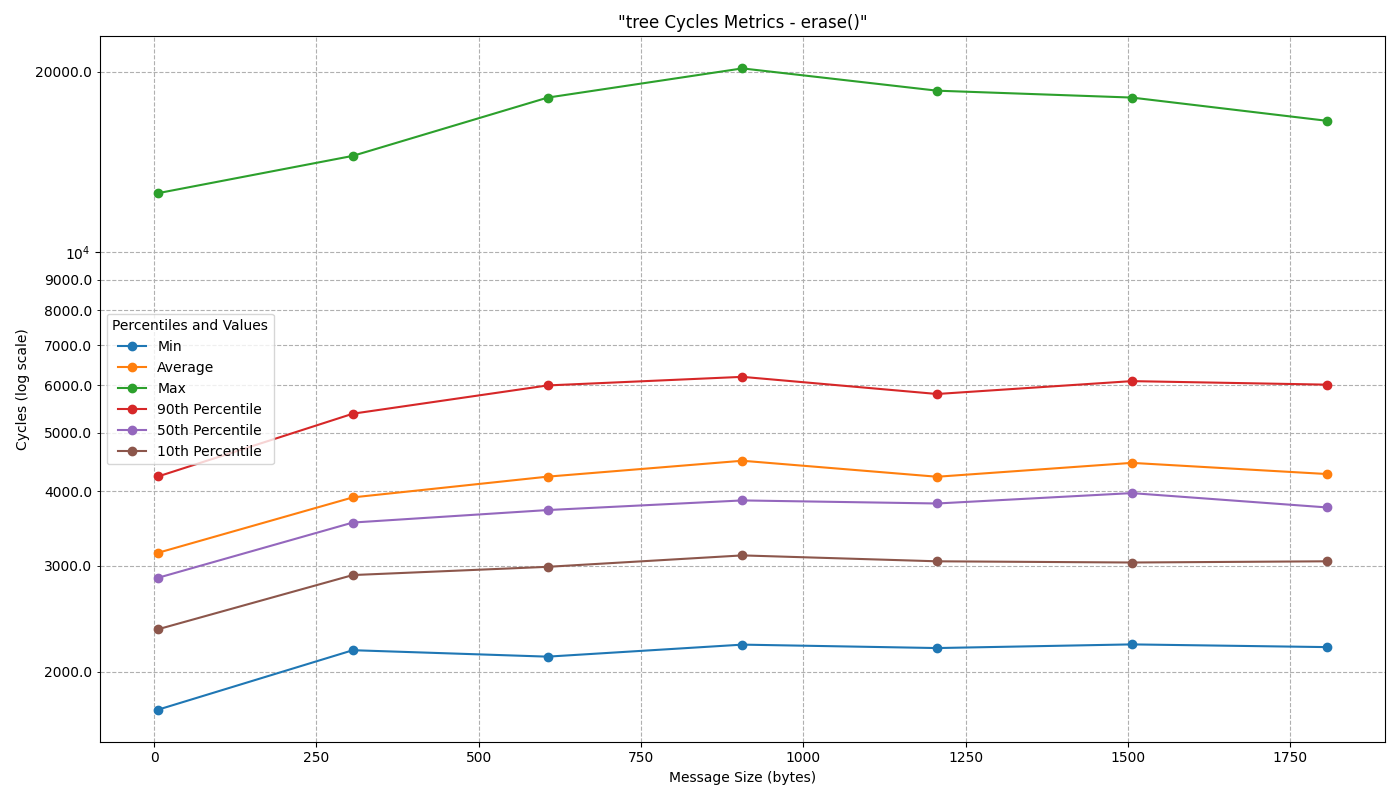 "tree Cycles Metrics - erase()"
Cycles (log scale)
20000.0
10⁴
9000.0
8000.0
7000.0
6000.0
5000.0
4000.0
3000.0
2000.0
Percentiles and Values
Min
Average
Max
90th Percentile
50th Percentile
10th Percentile
0 250 500 750 1000 1250 1500 1750
Message Size (bytes)